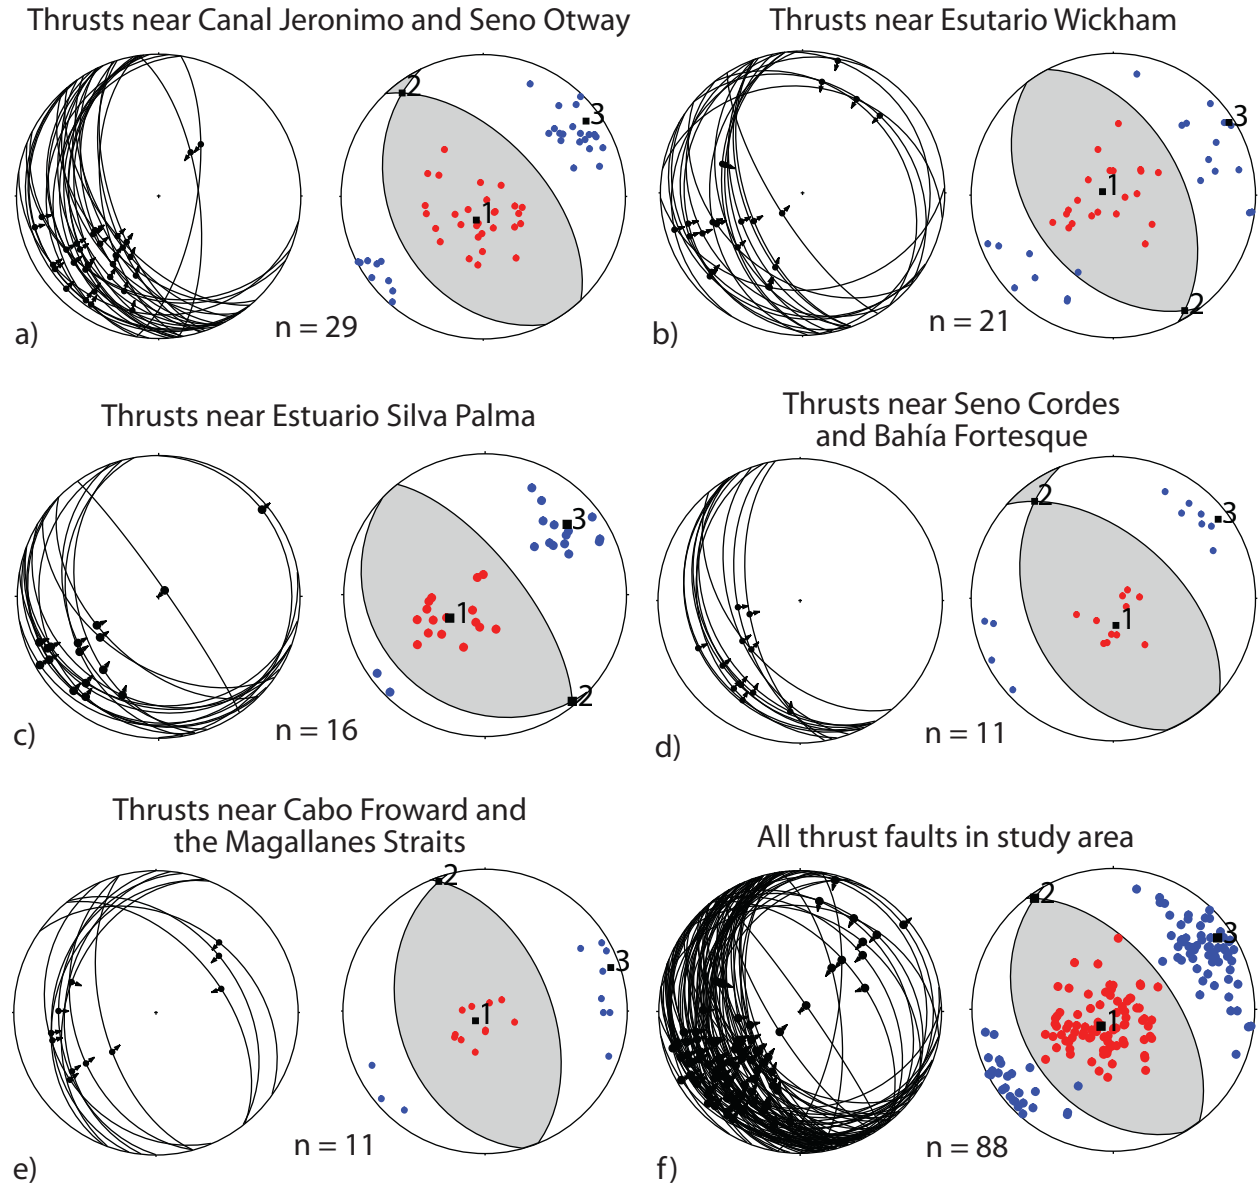 Thrusts near Canal Jeronimo and Seno Otway
2
3
1
a)
n = 29
Thrusts near Esutario Wickham
3
1
2
b)
n = 21
Thrusts near Estuario Silva Palma
3
1
2
c)
n = 16
Thrusts near Seno Cordes
and Bahía Fortesque
2
3
1
d)
n = 11
Thrusts near Cabo Froward and
the Magallanes Straits
2
3
1
e)
n = 11
All thrust faults in study area
2
3
1
f)
n = 88